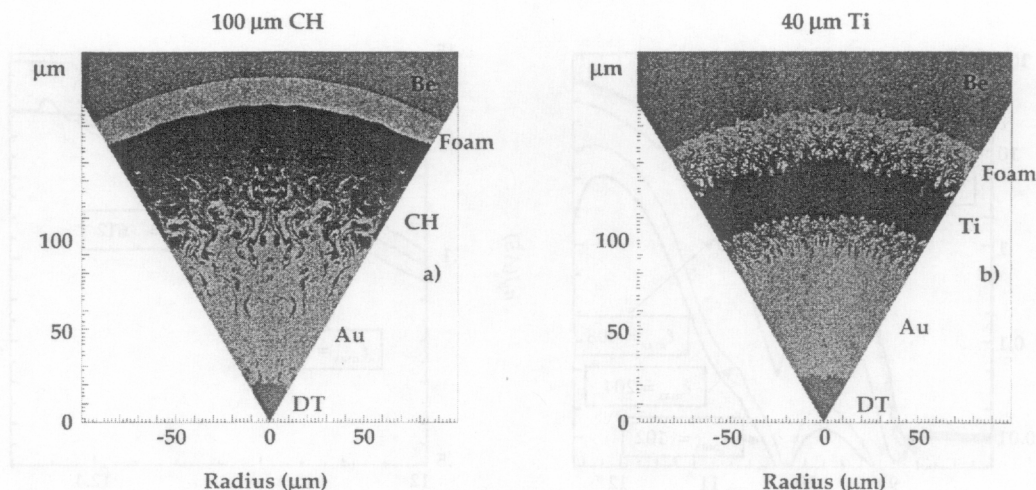 100 µm CH
µm
Be
Foam
CH
100
a)
50
Au
DT
0
-50 0 50
Radius (µm)
40 µm Ti
µm
Be
Foam
Ti
100
b)
50
Au
DT
0
-50 0 50
Radius (µm)